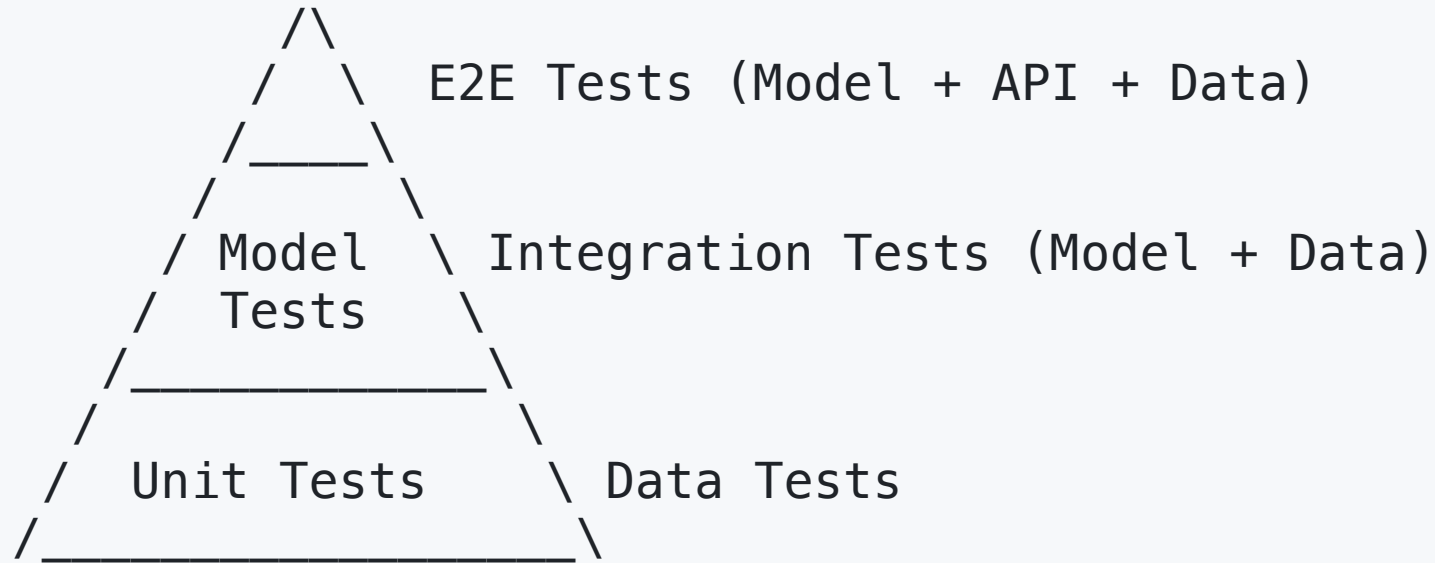 E2E Tests (Model + API + Data)
Model Integration Tests (Model + Data)
Tests
Unit Tests Data Tests